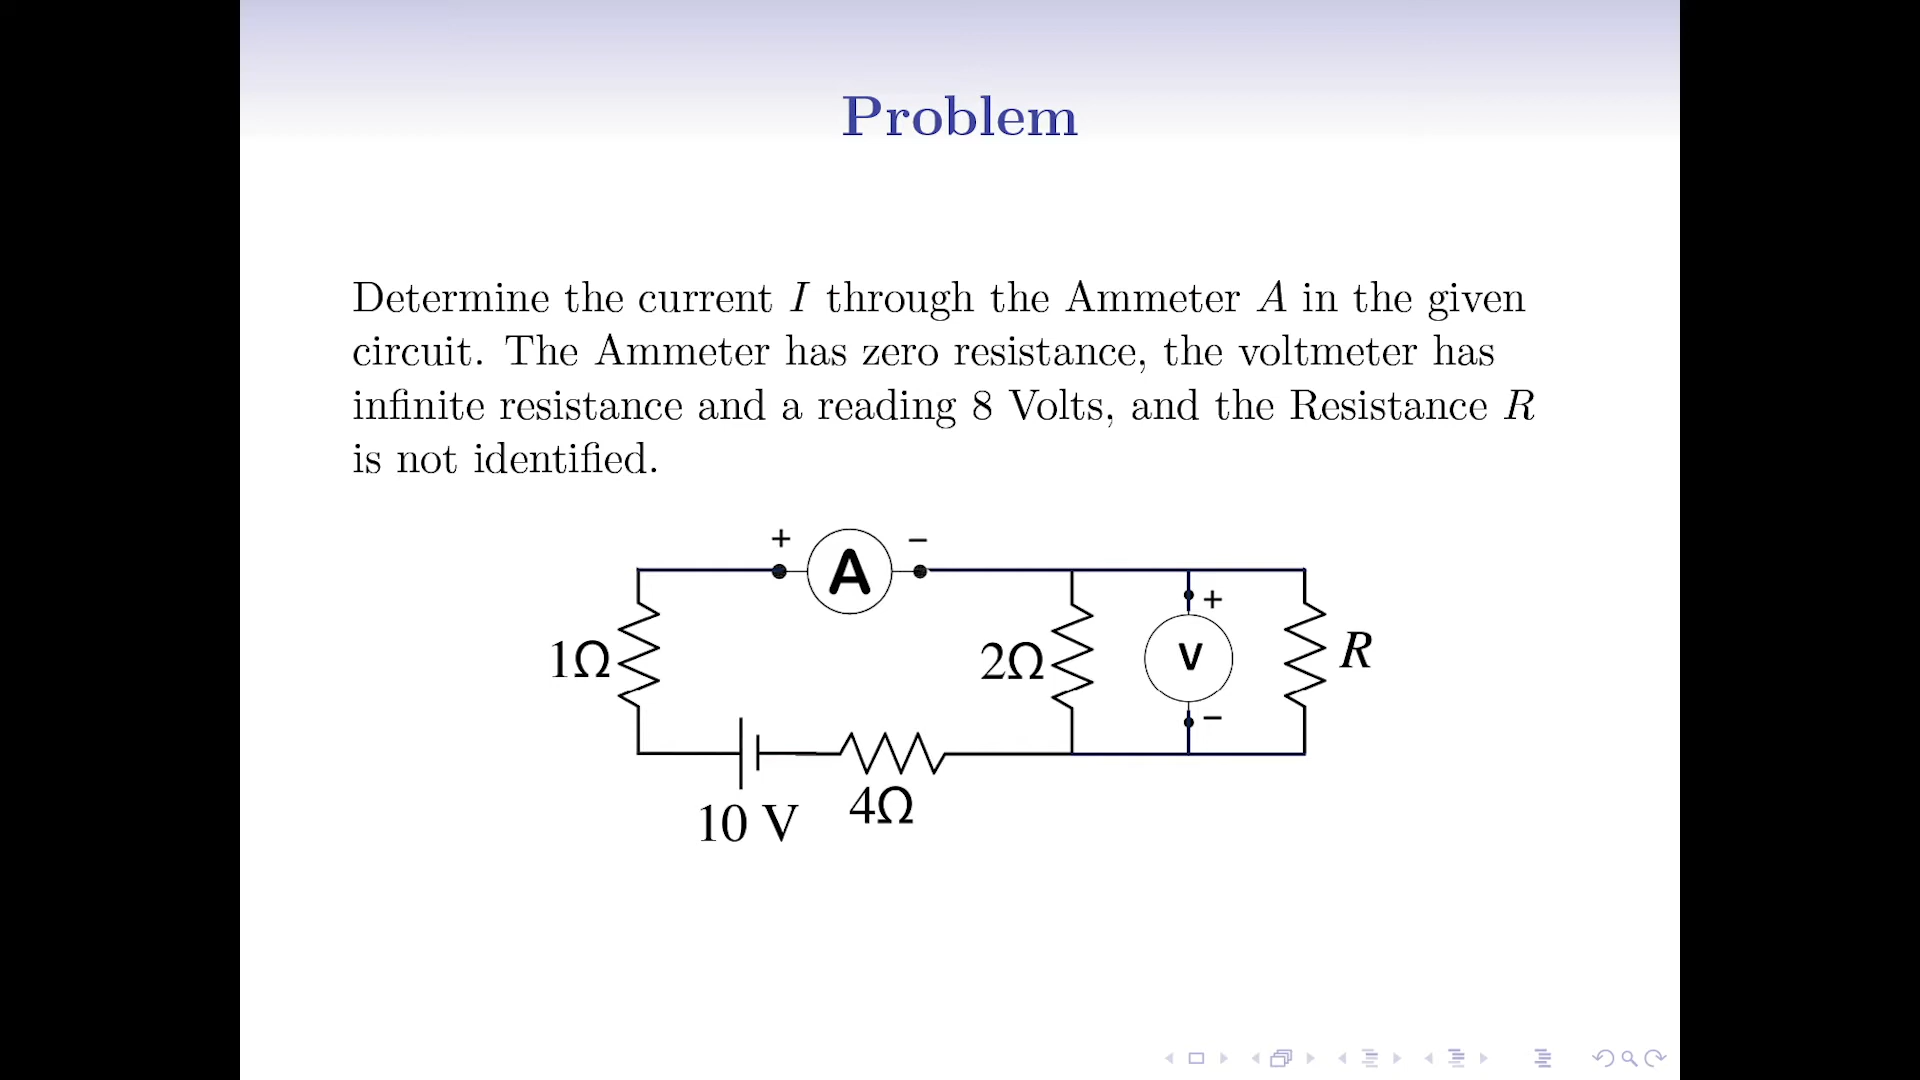 Problem
Determine the current I through the Ammeter A in the given
circuit. The Ammeter has zero resistance, the voltmeter has
infinite resistance and a reading 8 Volts, and the Resistance R
is not identified.
+ A −
1Ω
2Ω
+
V
−
R
10 V
4Ω